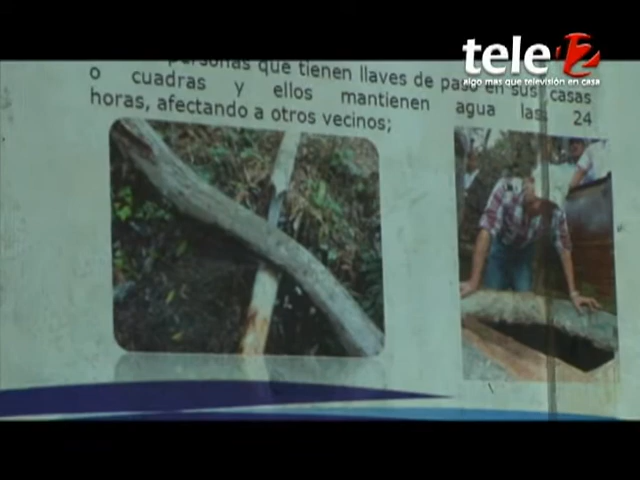 tele
algo mas que televisión en casa
personas que tienen llaves de paso en sus casas
o cuadras y ellos mantienen agua las 24
horas, afectando a otros vecinos;